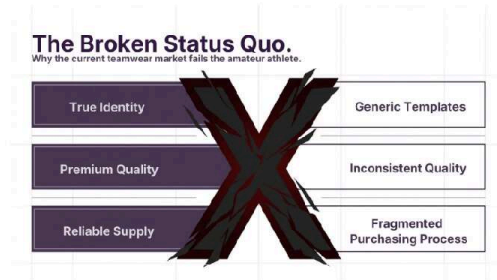 The Broken Status Quo.
Why the current teamwear market fails the amateur athlete.
True Identity
Generic Templates
Premium Quality
Inconsistent Quality
Reliable Supply
Fragmented
Purchasing Process